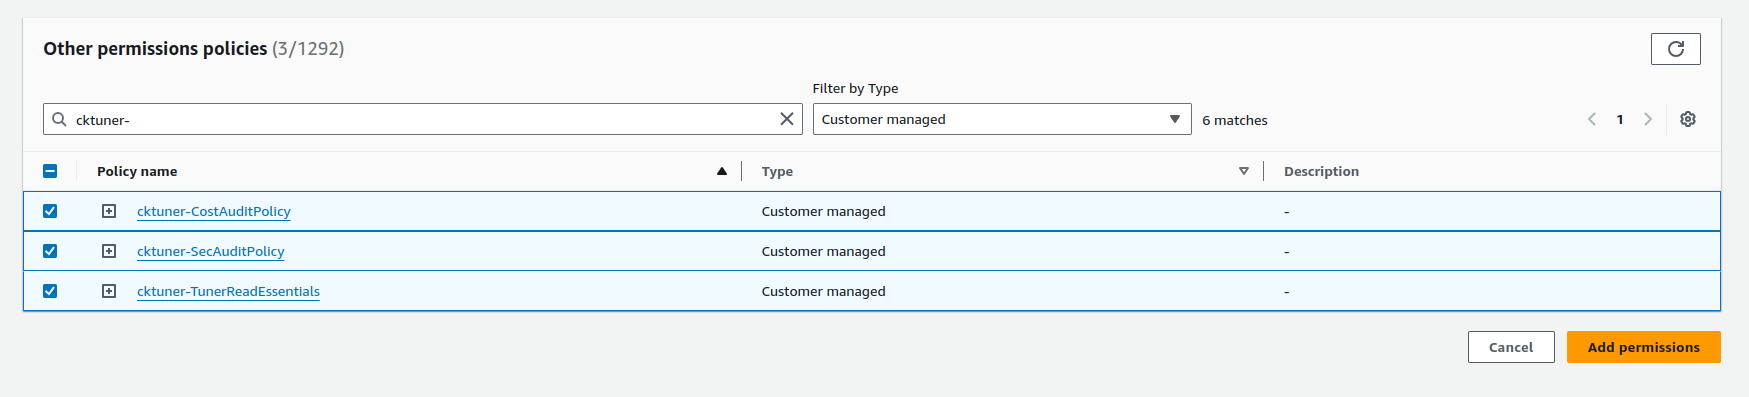 Other permissions policies (3/1292)
Filter by Type
cktuner-
Customer managed
6 matches
1
Policy name Type Description
cktuner-CostAuditPolicy Customer managed -
cktuner-SecAuditPolicy Customer managed -
cktuner-TunerReadEssentials Customer managed -
Cancel Add permissions